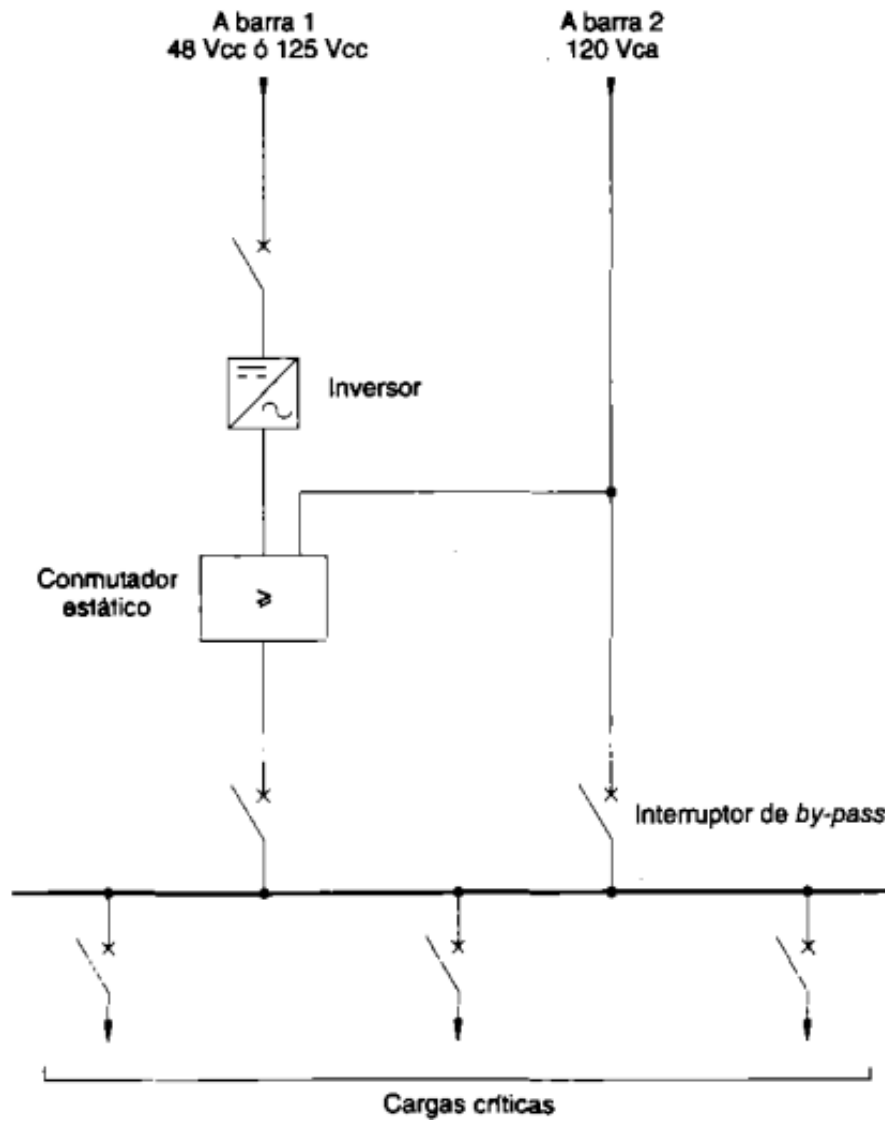 A barra 1
48 Vcc ó 125 Vcc
A barra 2
120 Vca
Inversor
Conmutador
estático
Interruptor de by-pass
Cargas críticas